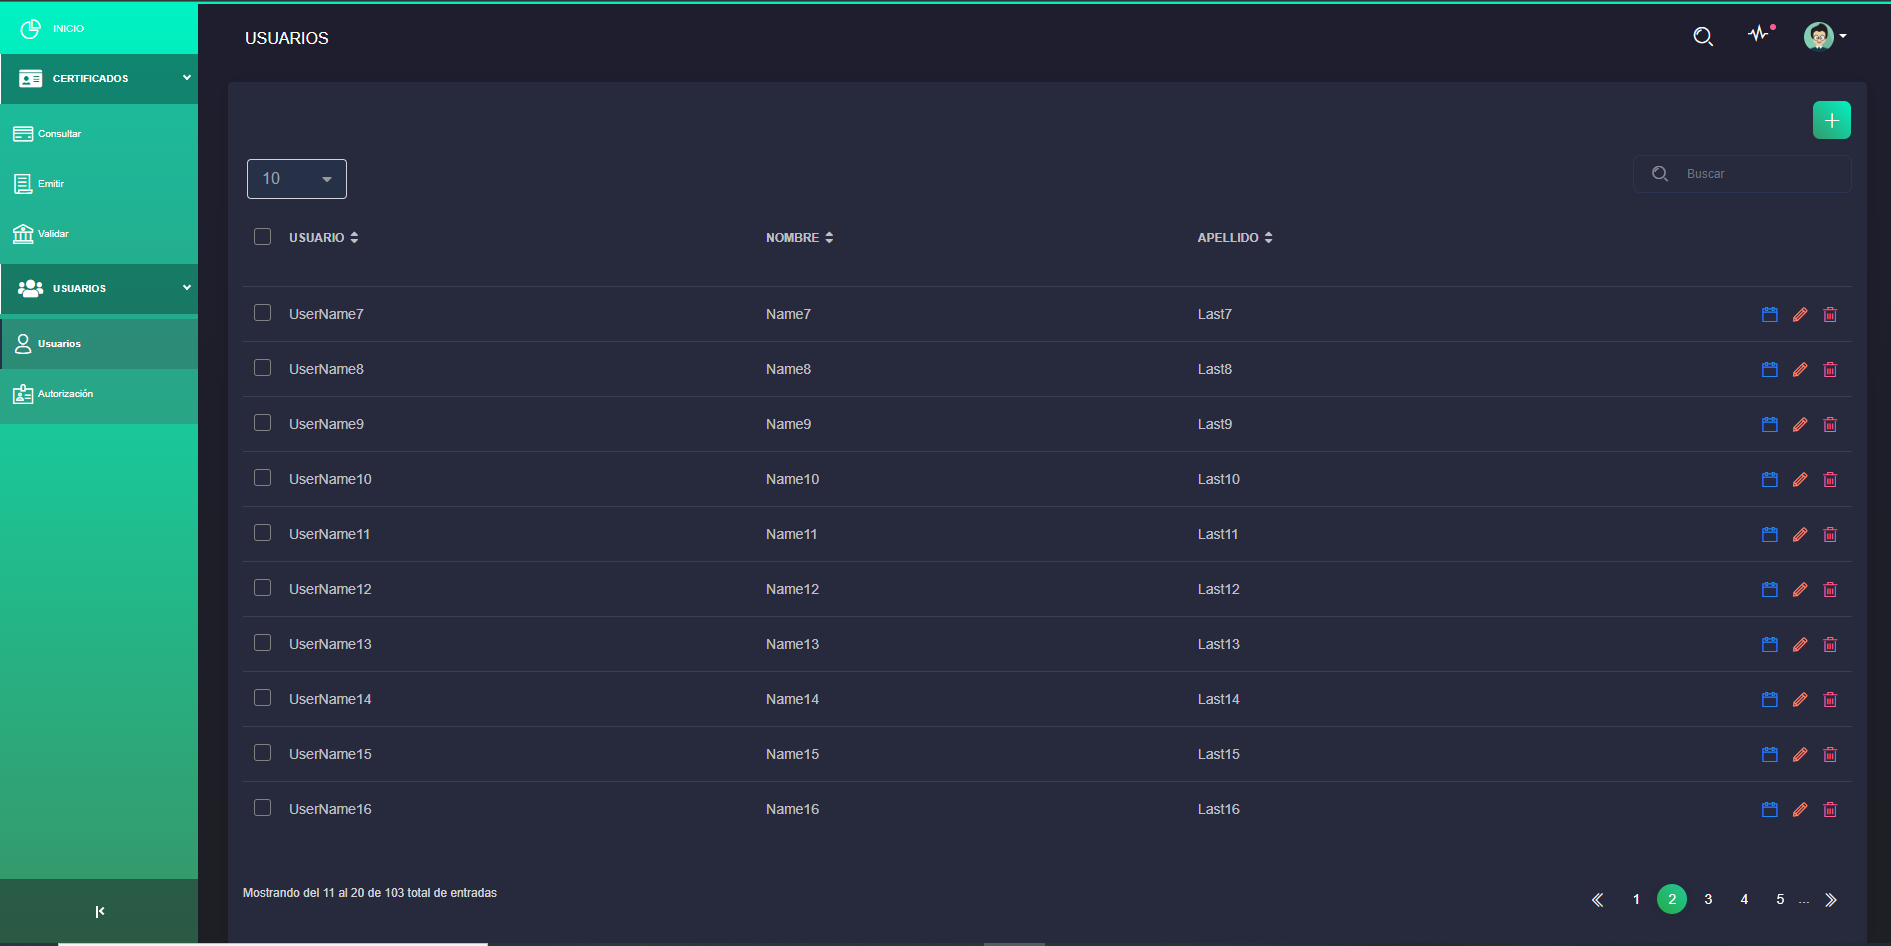 INICIO
CERTIFICADOS
Consultar
Emitir
Validar
USUARIOS
Usuarios
Autorización
USUARIOS
10
Buscar
USUARIO NOMBRE APELLIDO
UserName7 Name7 Last7
UserName8 Name8 Last8
UserName9 Name9 Last9
UserName10 Name10 Last10
UserName11 Name11 Last11
UserName12 Name12 Last12
UserName13 Name13 Last13
UserName14 Name14 Last14
UserName15 Name15 Last15
UserName16 Name16 Last16
Mostrando del 11 al 20 de 103 total de entradas
1 2 3 4 5 ...